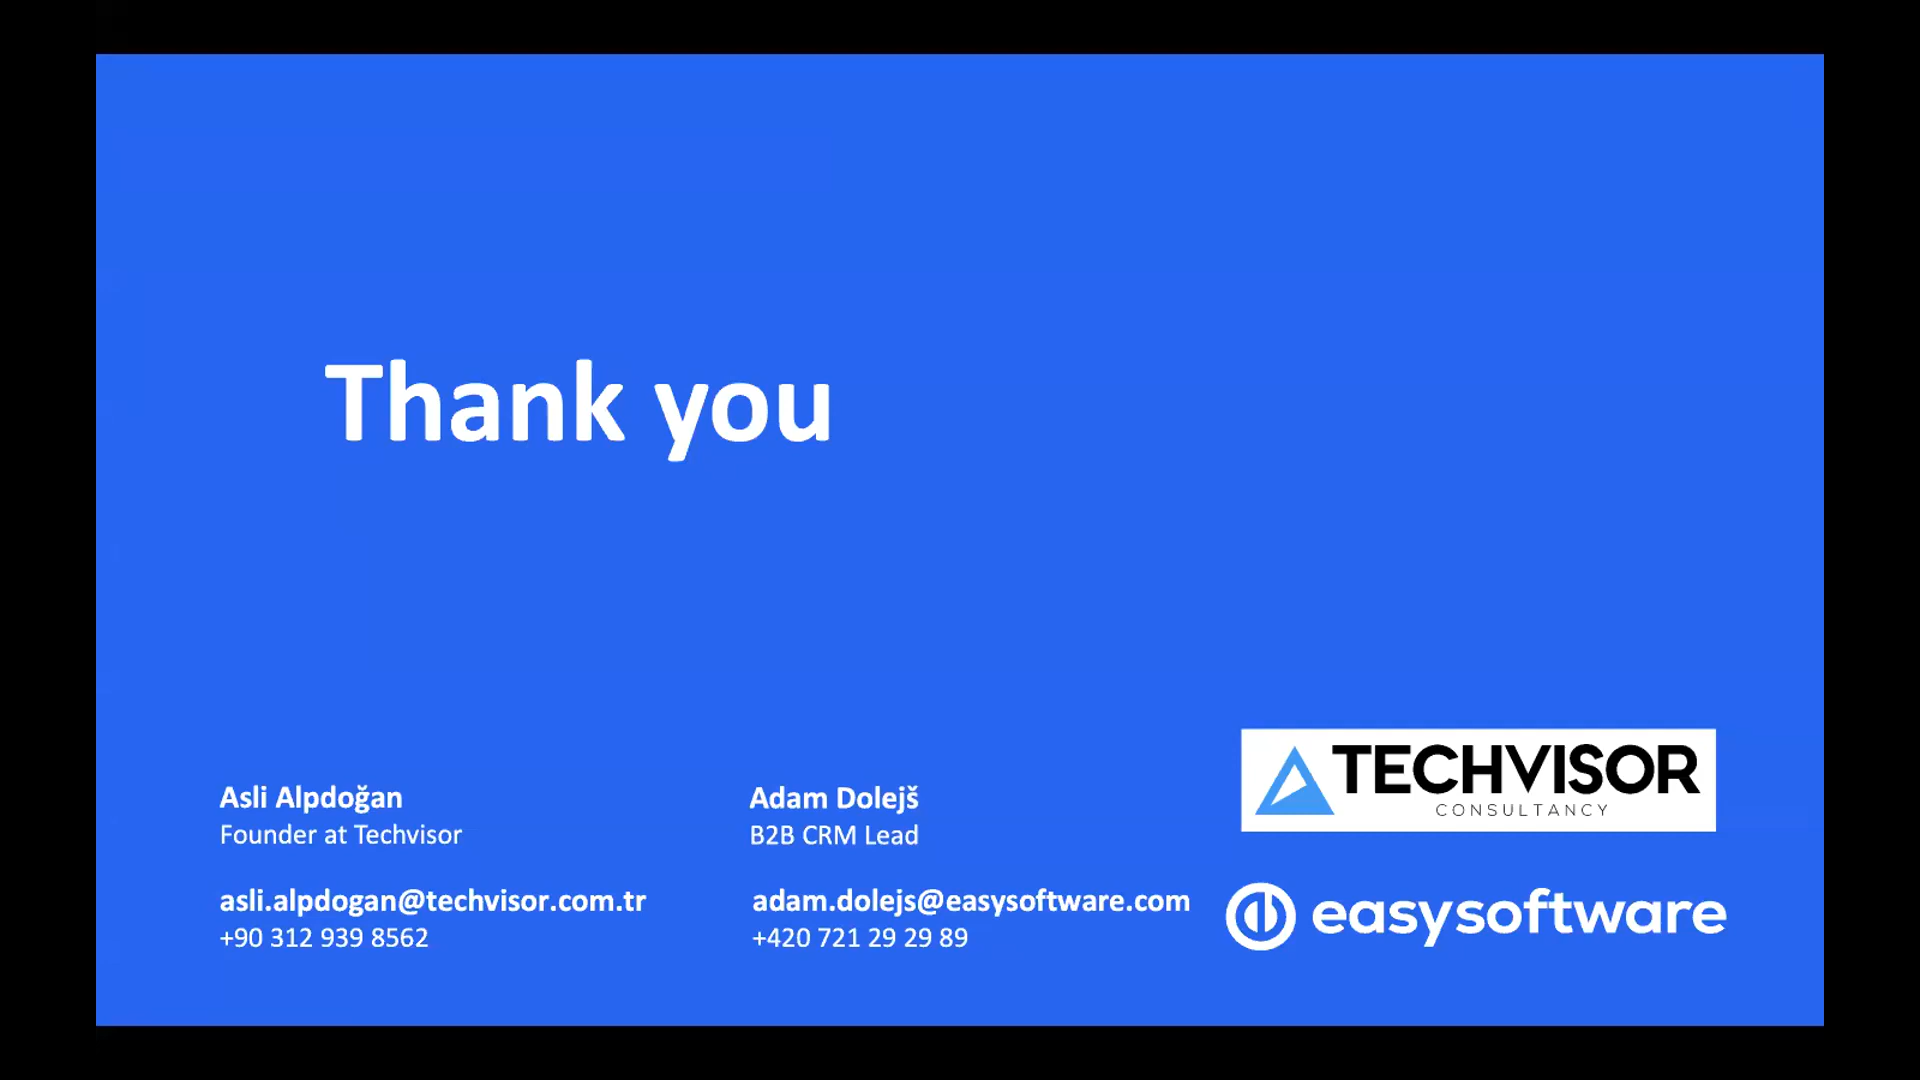 Thank you
Asli Alpdoğan
Founder at Techvisor
asli.alpdogan@techvisor.com.tr
+90 312 939 8562
Adam Dolejš
B2B CRM Lead
adam.dolejs@easysoftware.com
+420 721 29 29 89
TECHVISOR
CONSULTANCY
easysoftware